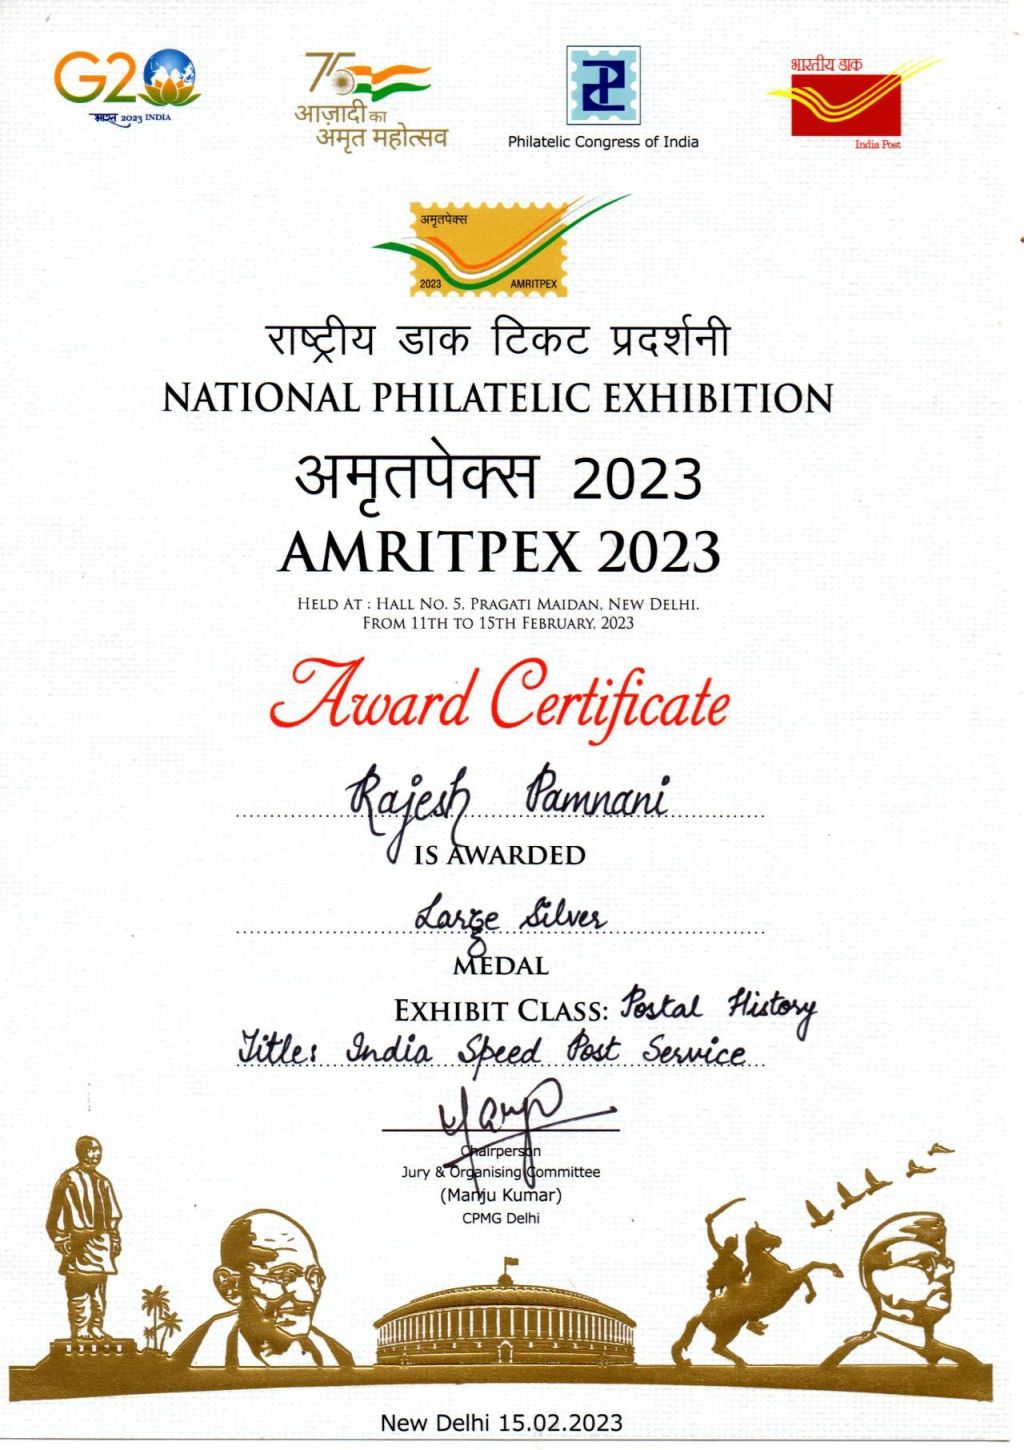 G20
भारत 2023 INDIA
75
आज़ादी का
अमृत महोत्सव
Philatelic Congress of India
भारतीय डाक
India Post
अमृतपेक्स
2023 AMRITPEX
राष्ट्रीय डाक टिकट प्रदर्शनी
NATIONAL PHILATELIC EXHIBITION
अमृतपेक्स 2023
AMRITPEX 2023
HELD AT : HALL NO. 5, PRAGATI MAIDAN, NEW DELHI.
FROM 11TH TO 15TH FEBRUARY, 2023
Award Certificate
Rajesh Pamnani
IS AWARDED
Large Silver
MEDAL
EXHIBIT CLASS: Postal History
Title: India Speed Post Service
Chairperson
Jury & Organising Committee
(Manju Kumar)
CPMG Delhi
New Delhi 15.02.2023